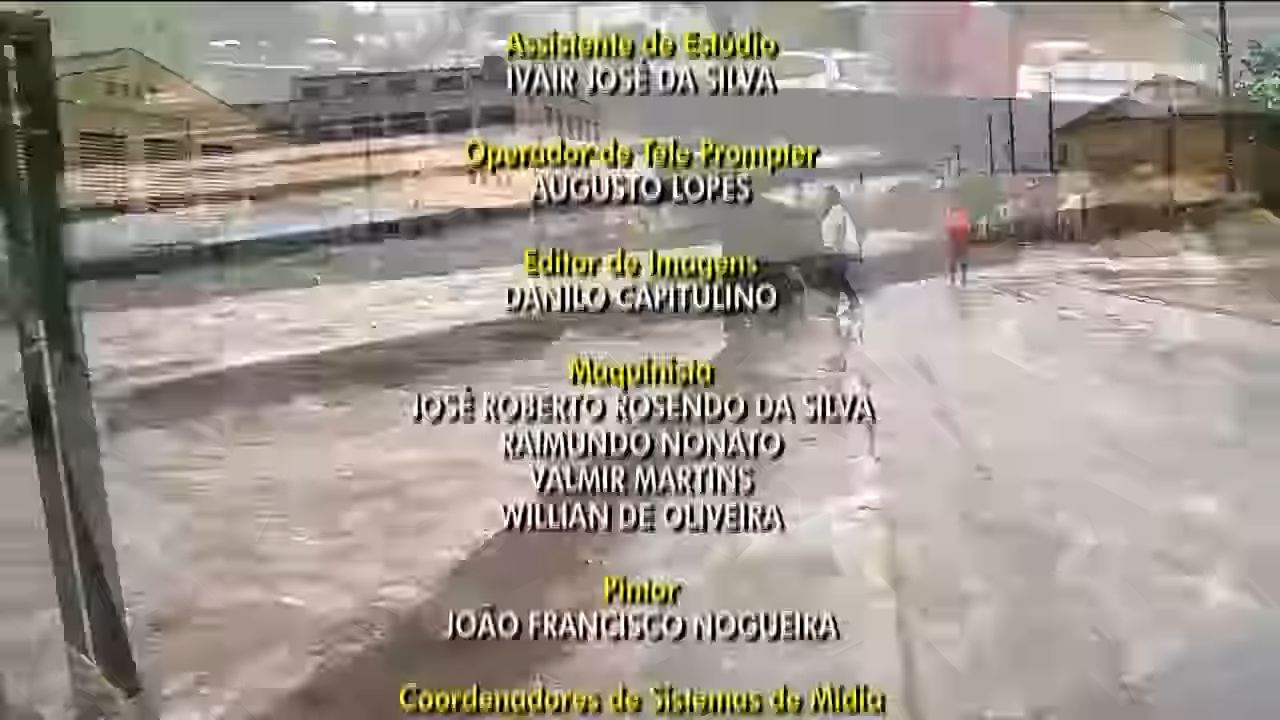 Assistente de Estúdio
IVAIR JOSÉ DA SILVA
Operador de Tele Prompter
AUGUSTO LOPES
Editor de Imagens
DANILO CAPITULINO
Maquinista
JOSÉ ROBERTO ROSENDO DA SILVA
RAIMUNDO NONATO
VALMIR MARTINS
WILLIAN DE OLIVEIRA
Pintor
JOÃO FRANCISCO NOGUEIRA
Coordenadores de Sistemas de Mídia